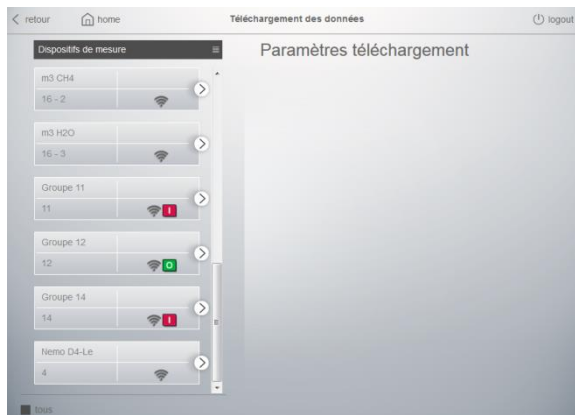 retour home Téléchargement des données logout
Dispositifs de mesure
Paramètres téléchargement
m3 CH4
16 - 2
m3 H2O
16 - 3
Groupe 11
11 I
Groupe 12
12 O
Groupe 14
14 I
Nemo D4-Le
4
tous